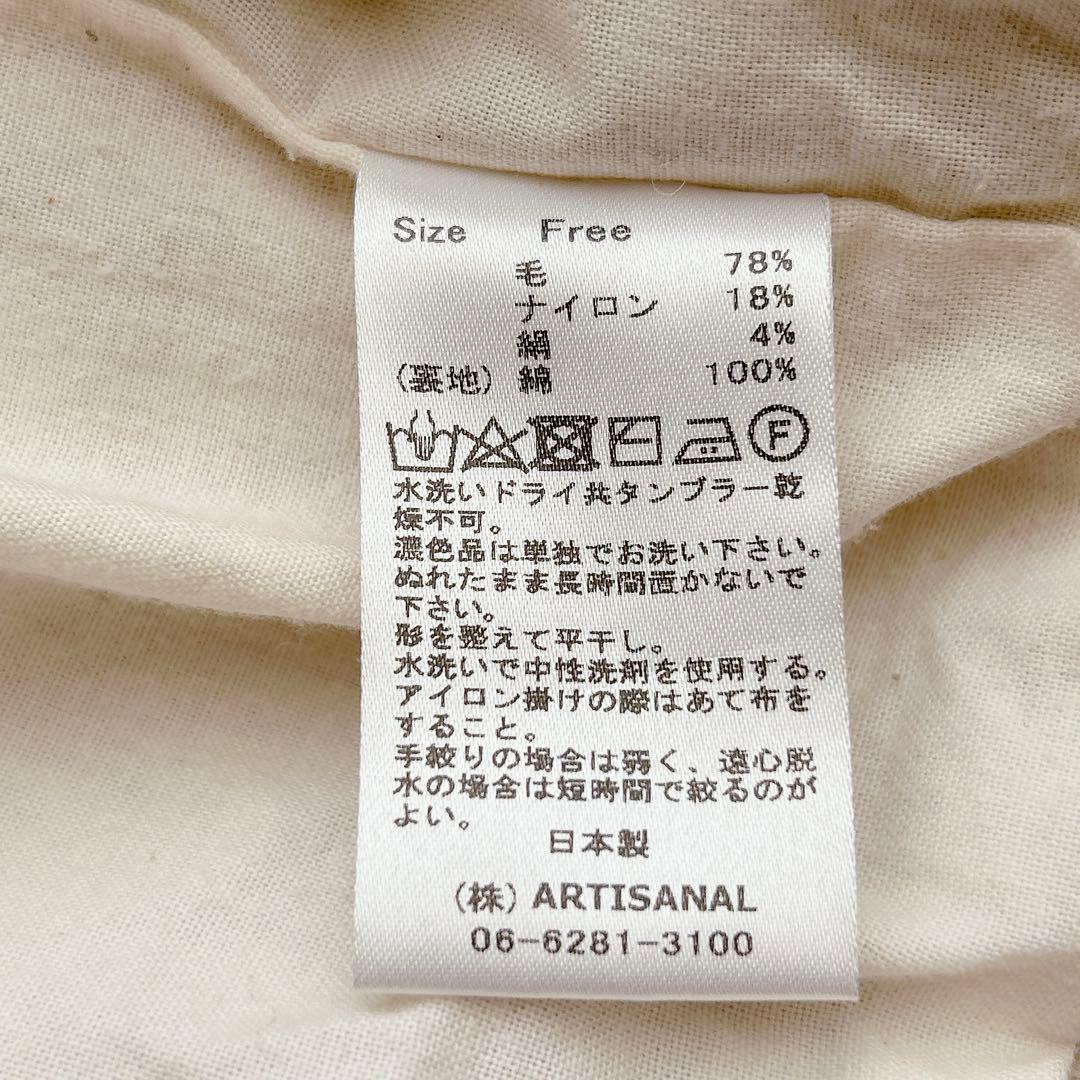 Size Free
毛 78%
ナイロン 18%
絹 4%
(裏地) 綿 100%
F
水洗いドライ共タンブラー乾
燥不可。
濃色品は単独でお洗い下さい。
ぬれたまま長時間置かないで
下さい。
形を整えて平干し。
水洗いで中性洗剤を使用する。
アイロン掛けの際はあて布を
すること。
手絞りの場合は弱く、遠心脱
水の場合は短時間で絞るのが
よい。
日本製
(株) ARTISANAL
06-6281-3100